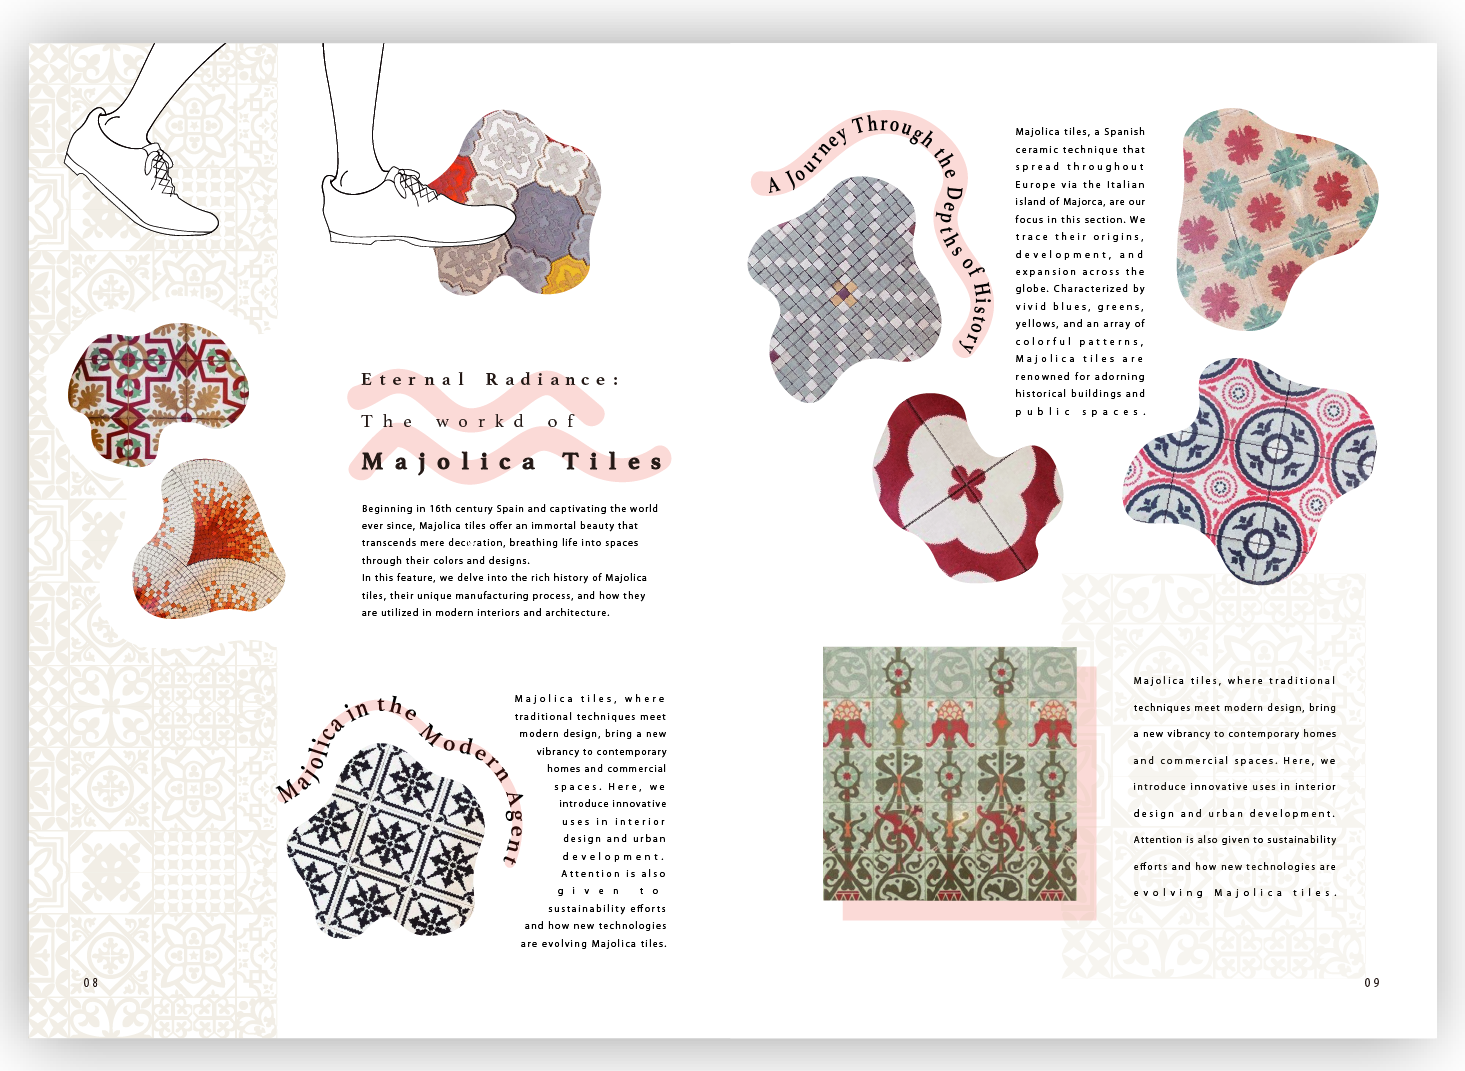 Eternal Radiance:
The workd of
Majolica Tiles
Beginning in 16th century Spain and captivating the world
ever since, Majolica tiles offer an immortal beauty that
transcends mere decoration, breathing life into spaces
through their colors and designs.
In this feature, we delve into the rich history of Majolica
tiles, their unique manufacturing process, and how they
are utilized in modern interiors and architecture.
Majolica in the Modern Agent
Majolica tiles, where
traditional techniques meet
modern design, bring a new
vibrancy to contemporary
homes and commercial
spaces. Here, we
introduce innovative
uses in interior
design and urban
development.
Attention is also
given to
sustainability efforts
and how new technologies
are evolving Majolica tiles.
08
A Journey Through the Depths of History
Majolica tiles, a Spanish
ceramic technique that
spread throughout
Europe via the Italian
island of Majorca, are our
focus in this section. We
trace their origins,
development, and
expansion across the
globe. Characterized by
vivid blues, greens,
yellows, and an array of
colorful patterns,
Majolica tiles are
renowned for adorning
historical buildings and
public spaces.
Majolica tiles, where traditional
techniques meet modern design, bring
a new vibrancy to contemporary homes
and commercial spaces. Here, we
introduce innovative uses in interior
design and urban development.
Attention is also given to sustainability
efforts and how new technologies are
evolving Majolica tiles.
09